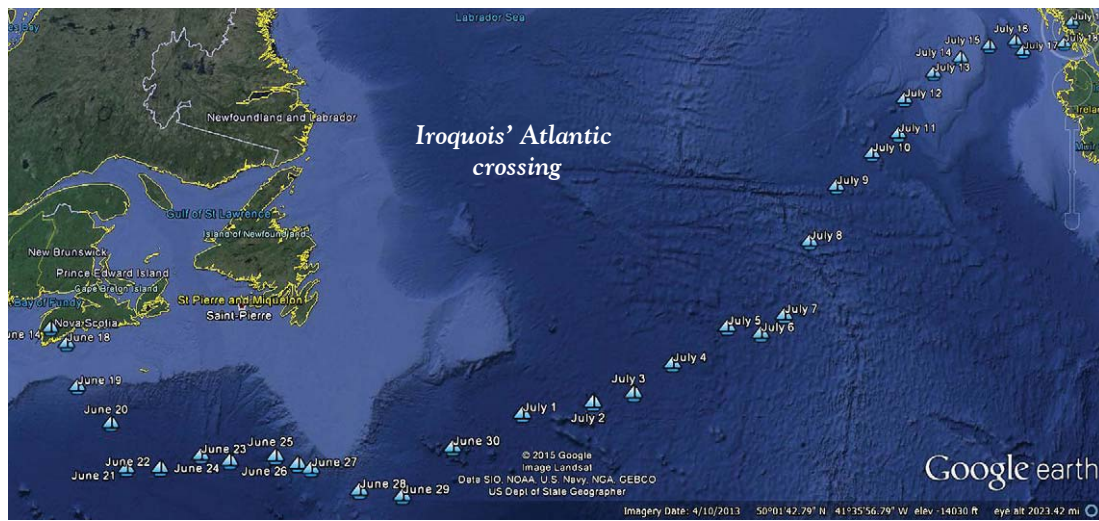 Labrador Sea
Iroquois' Atlantic
crossing
Newfoundland and Labrador
Gulf of St Lawrence
Island of Newfoundland
New Brunswick
Prince Edward Island
Cape Breton Island
Bay of Fundy
St Pierre and Miquelon
Saint-Pierre
Nova Scotia
June 14
June 18
June 19
June 20
June 21
June 22
June 23
June 24
June 25
June 26
June 27
June 28
June 29
June 30
July 1
July 2
July 3
July 4
July 5
July 6
July 7
July 8
July 9
July 10
July 11
July 12
July 13
July 14
July 15
July 16
July 17
July 18
© 2015 Google
Image Landsat
Data SIO, NOAA, U.S. Navy, NGA, GEBCO
US Dept of State Geographer
Google earth
Imagery Date: 4/10/2013 50°01'42.79" N 41°35'56.79" W elev -14030 ft eye alt 2023.42 mi